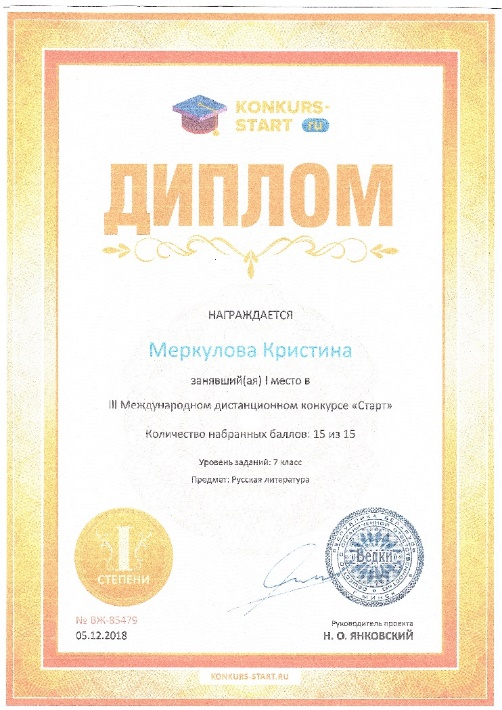 KONKURS-
START ru
ДИПЛОМ
НАГРАЖДАЕТСЯ
Меркулова Кристина
занявший(ая) I место в
III Международном дистанционном конкурсе «Старт»
Количество набранных баллов: 15 из 15
Уровень заданий: 7 класс
Предмет: Русская литература
1
СТЕПЕНИ
«Велки»
№ ВЖ-85479
05.12.2018
Руководитель проекта
Н. О. ЯНКОВСКИЙ
KONKURS-START.RU